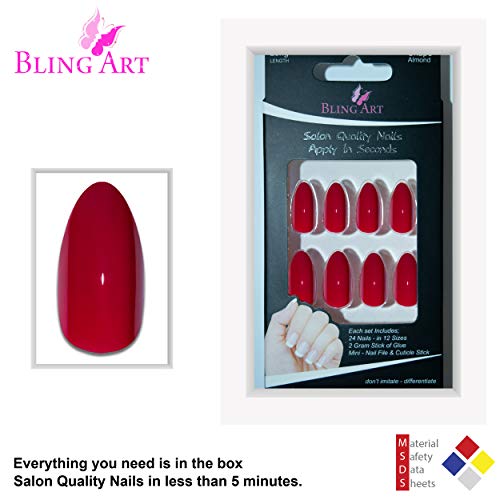 BLING ART
LENGTH
Almond
BLING ART
Salon Quality Nails
Apply In Seconds
Each set Includes:
24 Nails - in 12 Sizes
2 Gram Stick of Glue
Mini - Nail File & Cuticle Stick
don't imitate - differentiate
Everything you need is in the box
Salon Quality Nails in less than 5 minutes.
Material
Safety
Data
Sheets